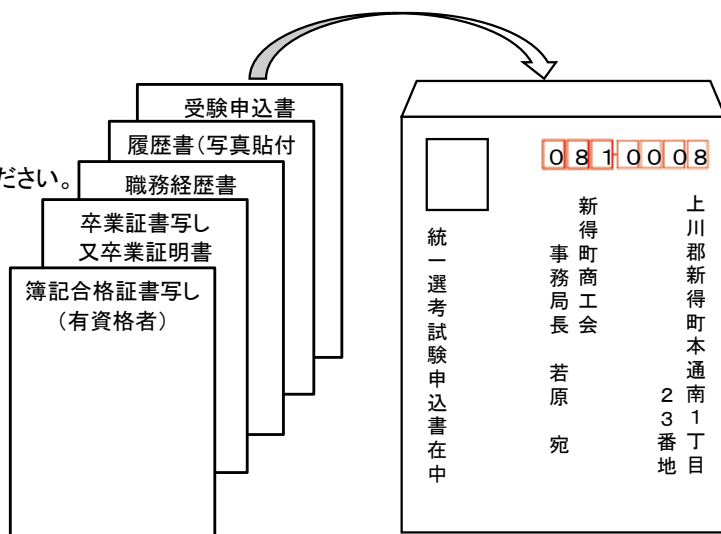 受験申込書
履歴書(写真貼付
ださい。
職務経歴書
卒業証書写し
又卒業証明書
簿記合格証書写し
(有資格者)
0810008
上川郡新得町本通南1丁目
23番地
新得町商工会
事務局長 若原 宛
統一選考試験申込書在中